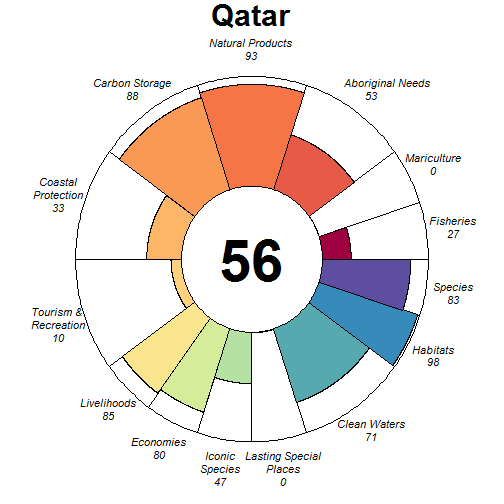 Qatar
Natural Products
93
Carbon Storage
88
Aboriginal Needs
53
Mariculture
0
Coastal
Protection
33
Fisheries
27
56
Species
83
Tourism &
Recreation
10
Habitats
98
Livelihoods
85
Clean Waters
71
Economies
80
Iconic
Species
47
Lasting Special
Places
0